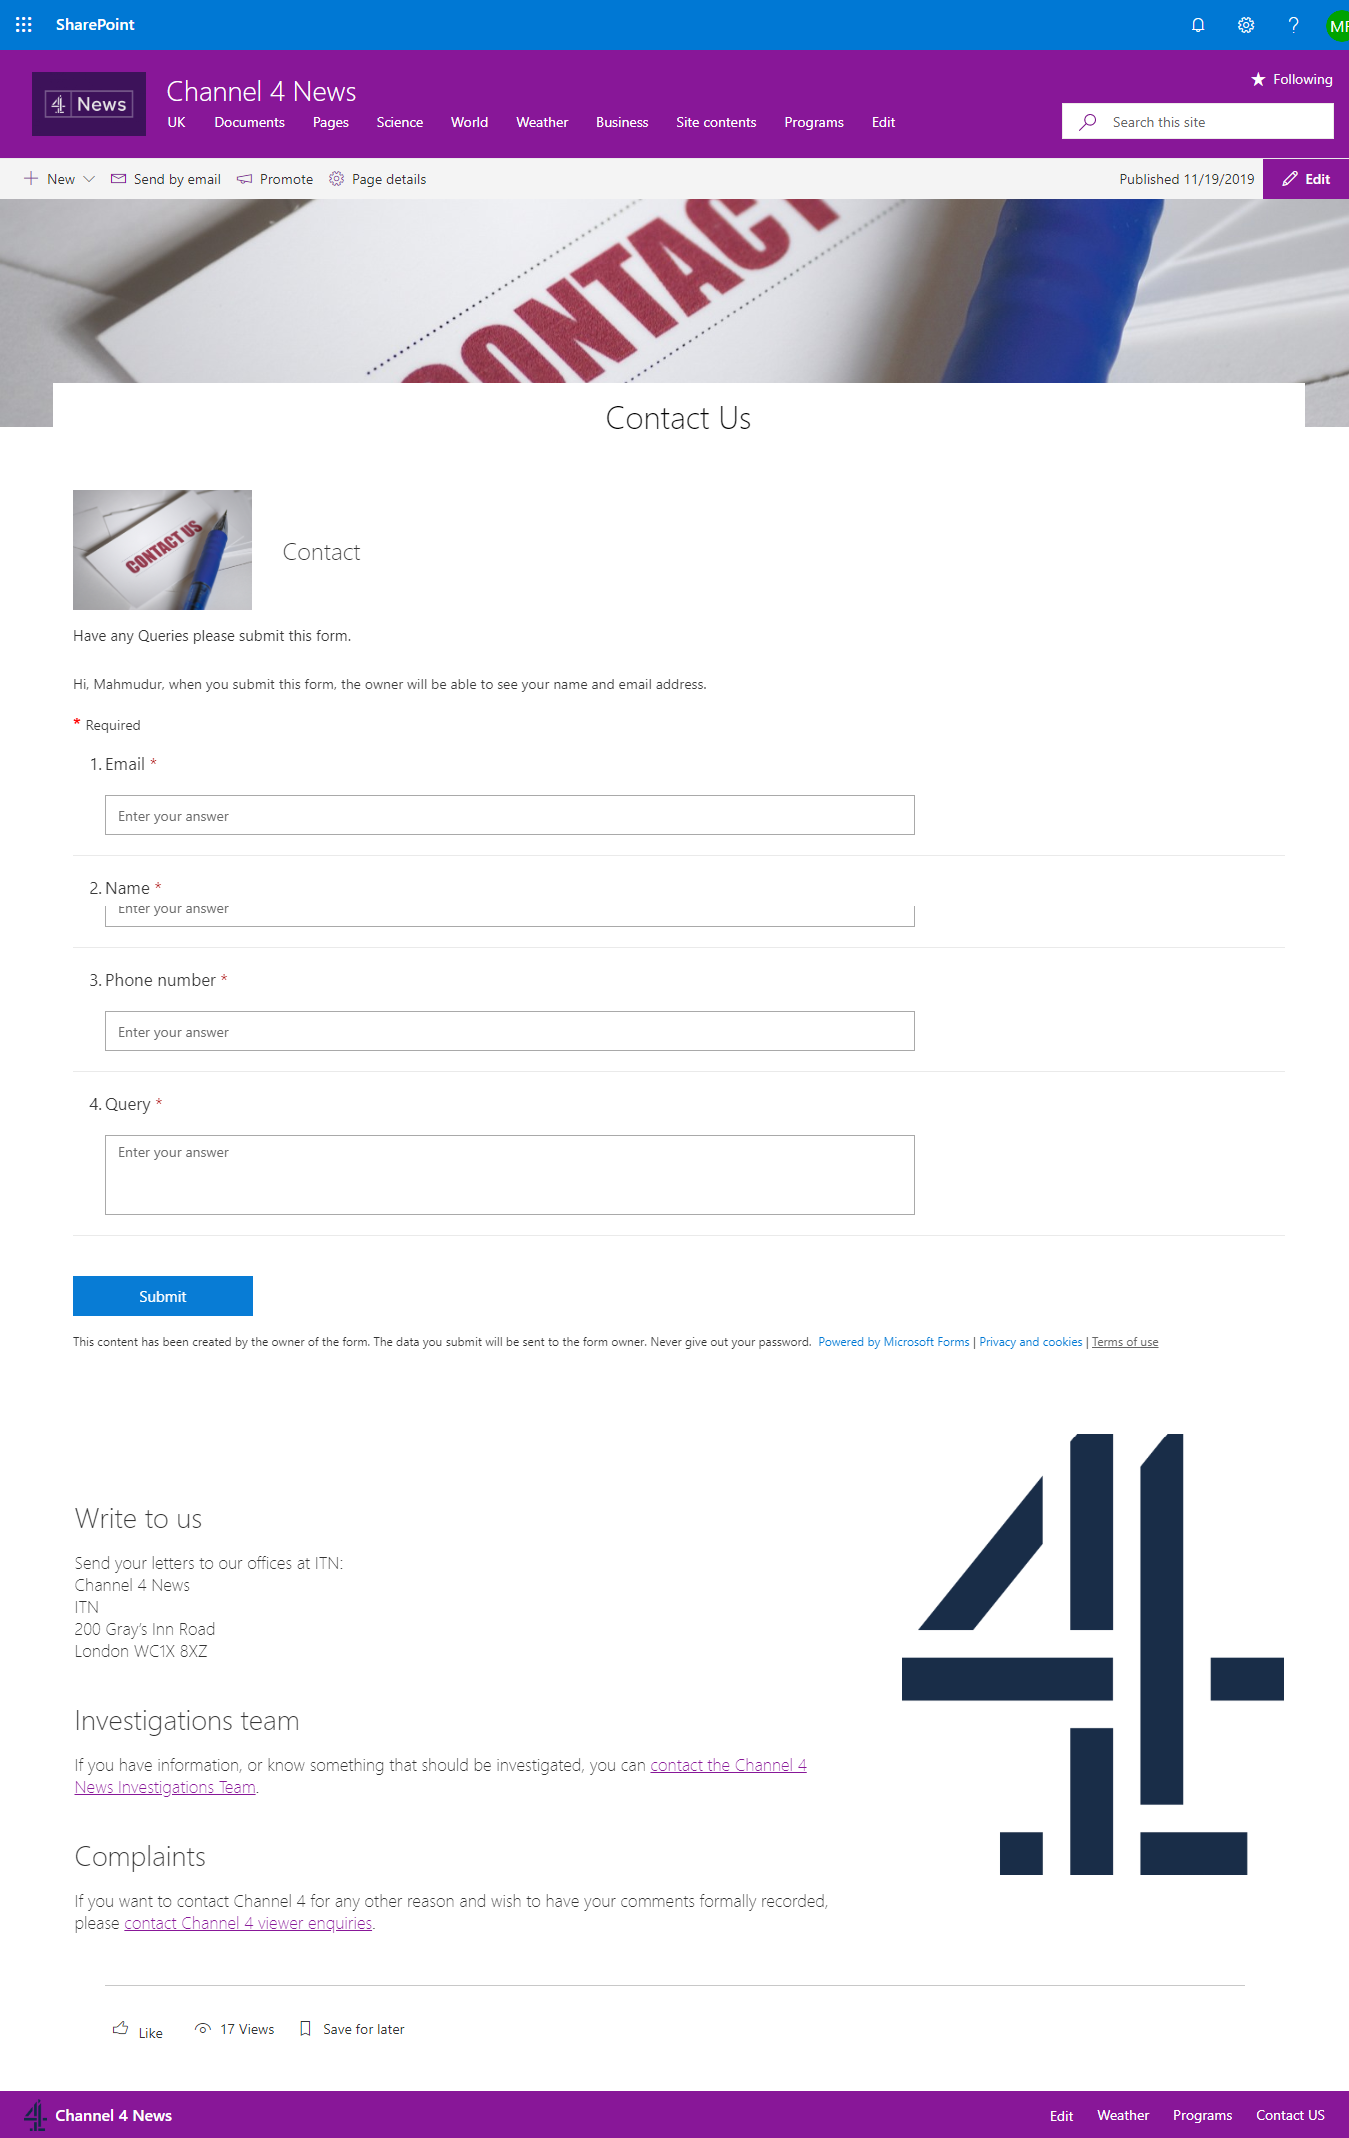 SharePoint
MR
Following
4 News
Channel 4 News
UK Documents Pages Science World Weather Business Site contents Programs Edit
Search this site
New Send by email Promote Page details Published 11/19/2019 Edit
CONTACT
Contact Us
CONTACT US
Contact
Have any Queries please submit this form.
Hi, Mahmudur, when you submit this form, the owner will be able to see your name and email address.
* Required
1. Email *
Enter your answer
2. Name *
Enter your answer
3. Phone number *
Enter your answer
4. Query *
Enter your answer
Submit
This content has been created by the owner of the form. The data you submit will be sent to the form owner. Never give out your password. Powered by Microsoft Forms | Privacy and cookies | Terms of use
Write to us
Send your letters to our offices at ITN:
Channel 4 News
ITN
200 Gray's Inn Road
London WC1X 8XZ
Investigations team
If you have information, or know something that should be investigated, you can contact the Channel 4
News Investigations Team.
Complaints
If you want to contact Channel 4 for any other reason and wish to have your comments formally recorded,
please contact Channel 4 viewer enquiries.
Like 17 Views Save for later
Channel 4 News Edit Weather Programs Contact US